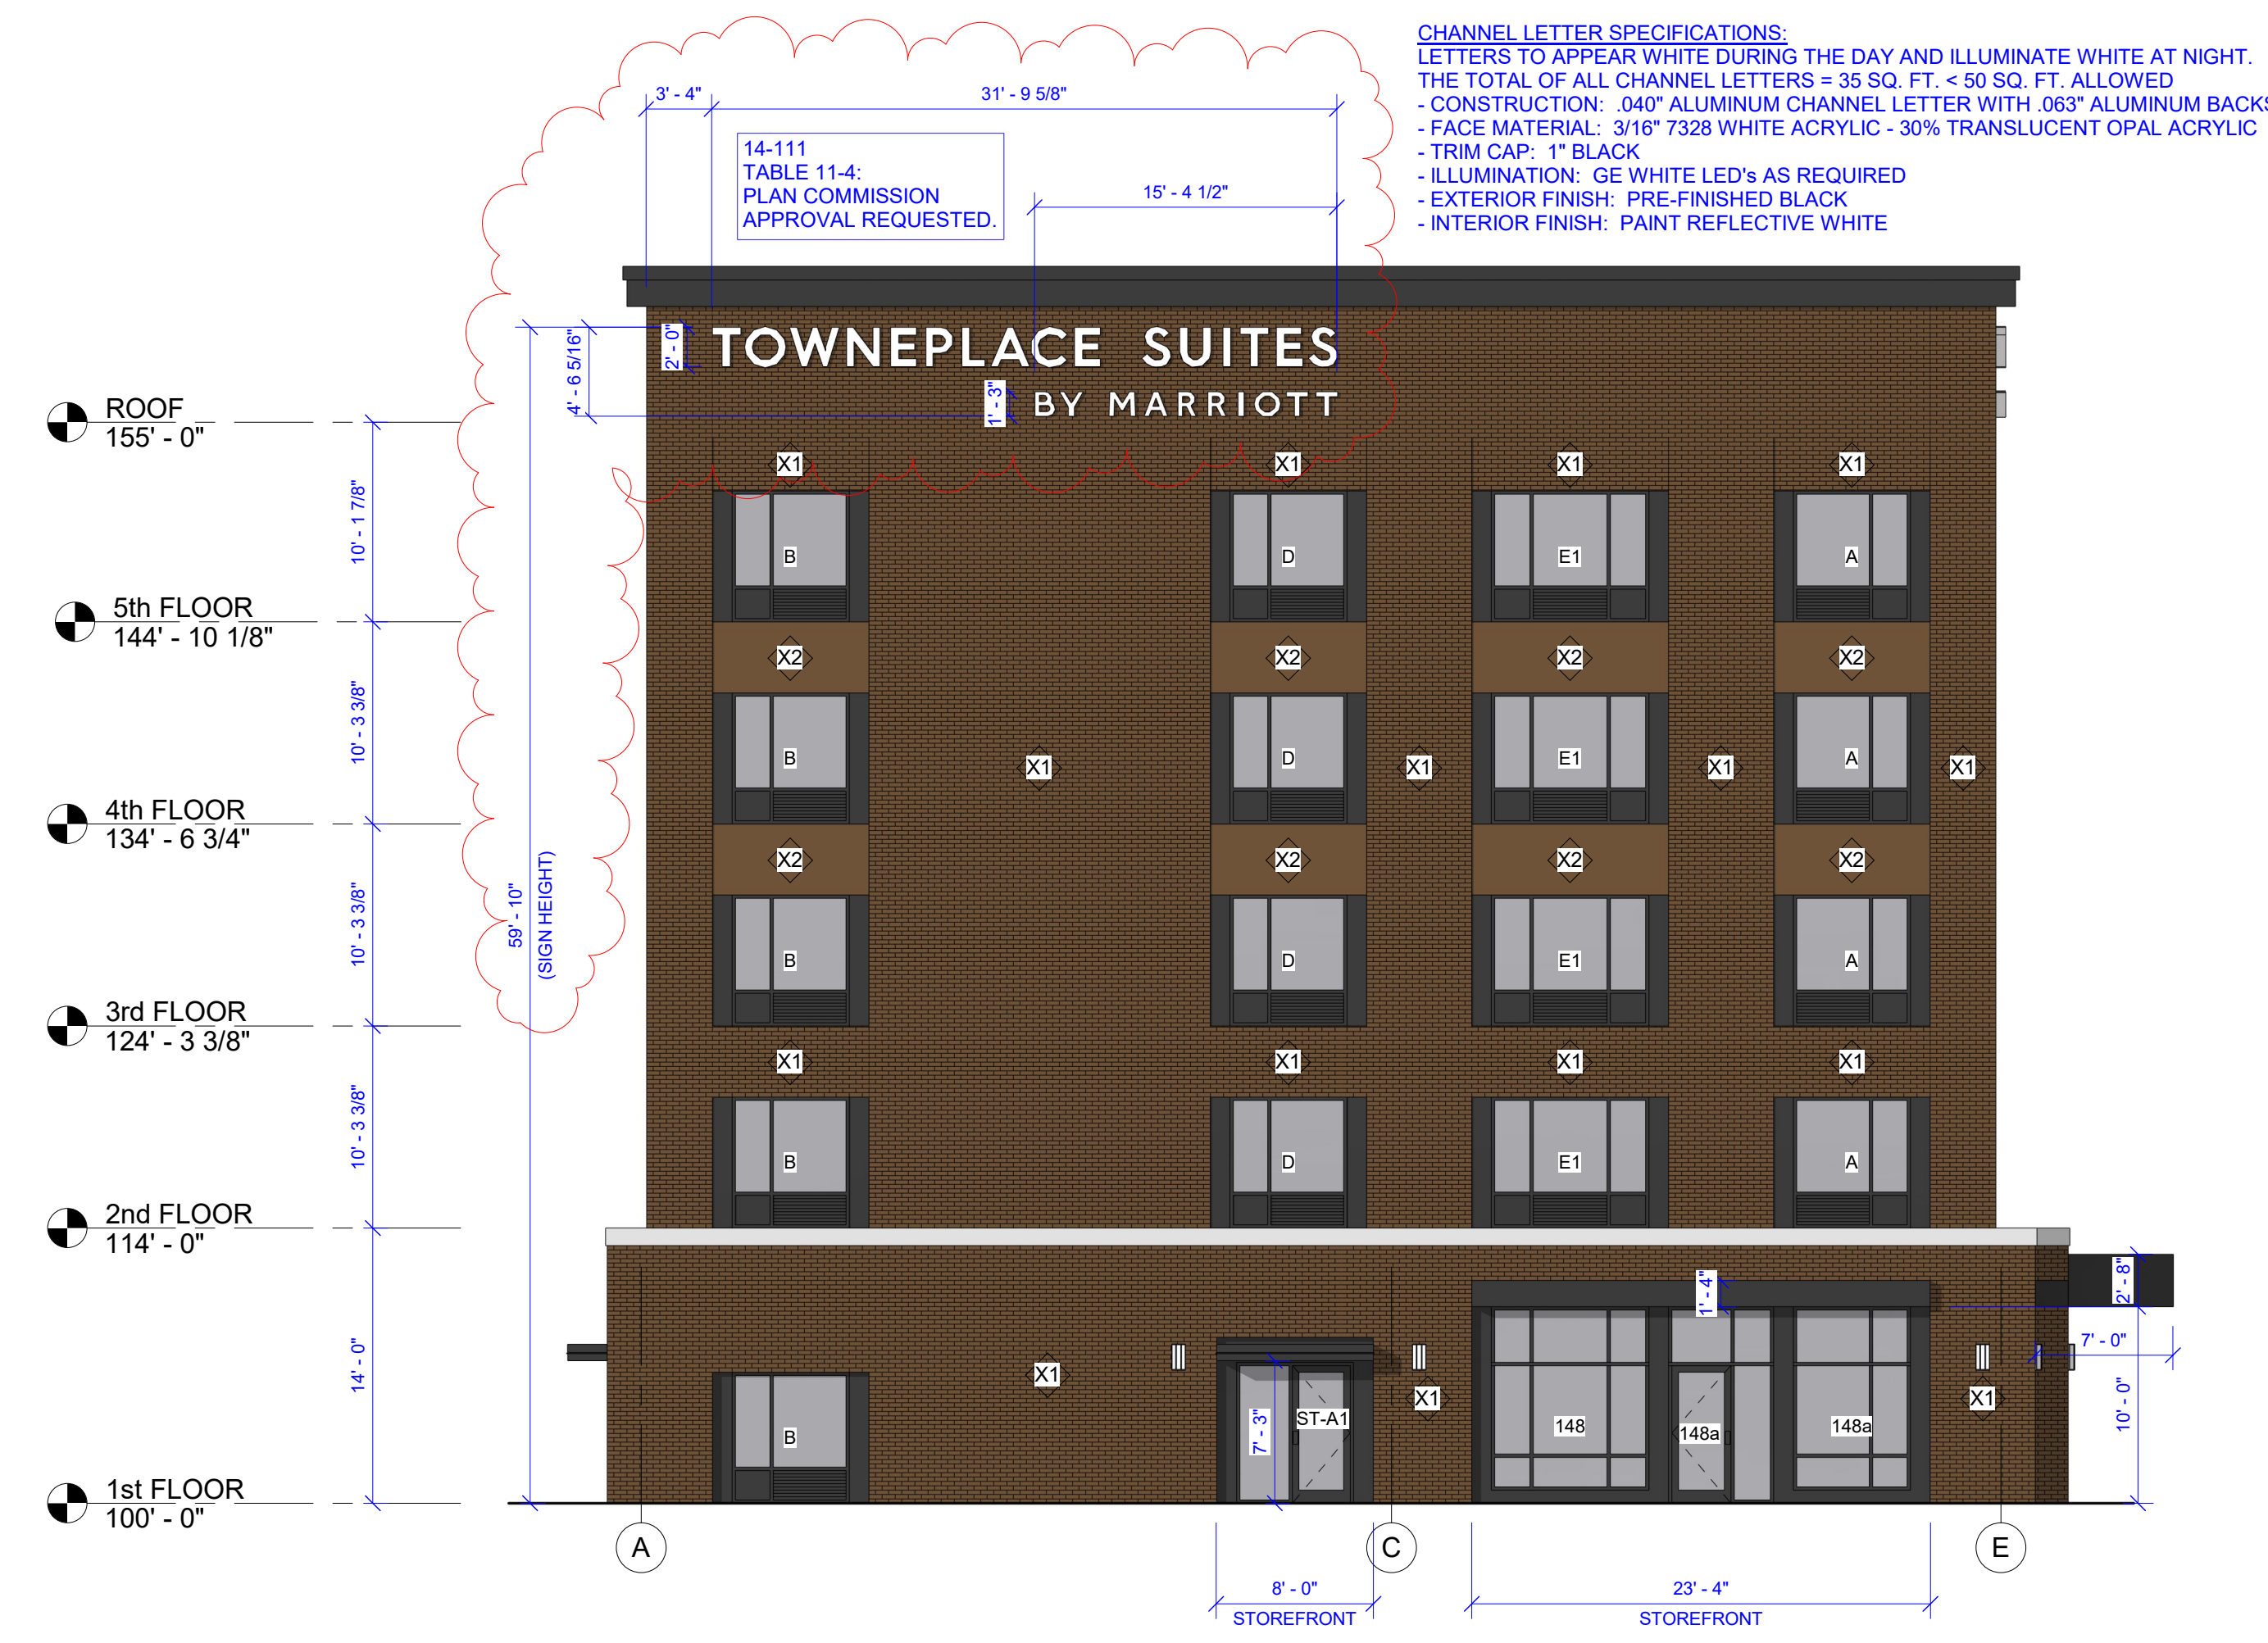 CHANNEL LETTER SPECIFICATIONS:
LETTERS TO APPEAR WHITE DURING THE DAY AND ILLUMINATE WHITE AT NIGHT.
THE TOTAL OF ALL CHANNEL LETTERS = 35 SQ. FT. < 50 SQ. FT. ALLOWED
- CONSTRUCTION: .040" ALUMINUM CHANNEL LETTER WITH .063" ALUMINUM BACKS
- FACE MATERIAL: 3/16" 7328 WHITE ACRYLIC - 30% TRANSLUCENT OPAL ACRYLIC
- TRIM CAP: 1" BLACK
- ILLUMINATION: GE WHITE LED's AS REQUIRED
- EXTERIOR FINISH: PRE-FINISHED BLACK
- INTERIOR FINISH: PAINT REFLECTIVE WHITE
3' - 4"
31' - 9 5/8"
14-111
TABLE 11-4:
PLAN COMMISSION
APPROVAL REQUESTED.
15' - 4 1/2"
4' - 6 5/16"
2' - 0"
TOWNEPLACE SUITES
1' - 3"
BY MARRIOTT
ROOF
155' - 0"
X1
X1
X1
X1
10' - 1 7/8"
B
D
E1
A
5th FLOOR
144' - 10 1/8"
X2
X2
X2
X2
10' - 3 3/8"
B
D
E1
A
X1
X1
X1
X1
4th FLOOR
134' - 6 3/4"
X2
X2
X2
X2
59' - 10"
(SIGN HEIGHT)
10' - 3 3/8"
B
D
E1
A
3rd FLOOR
124' - 3 3/8"
X1
X1
X1
X1
10' - 3 3/8"
B
D
E1
A
2nd FLOOR
114' - 0"
1' - 4"
2' - 8"
7' - 0"
14' - 0"
X1
X1
X1
10' - 0"
B
7' - 3"
ST-A1
148
148a
148a
1st FLOOR
100' - 0"
A
C
E
8' - 0"
STOREFRONT
23' - 4"
STOREFRONT